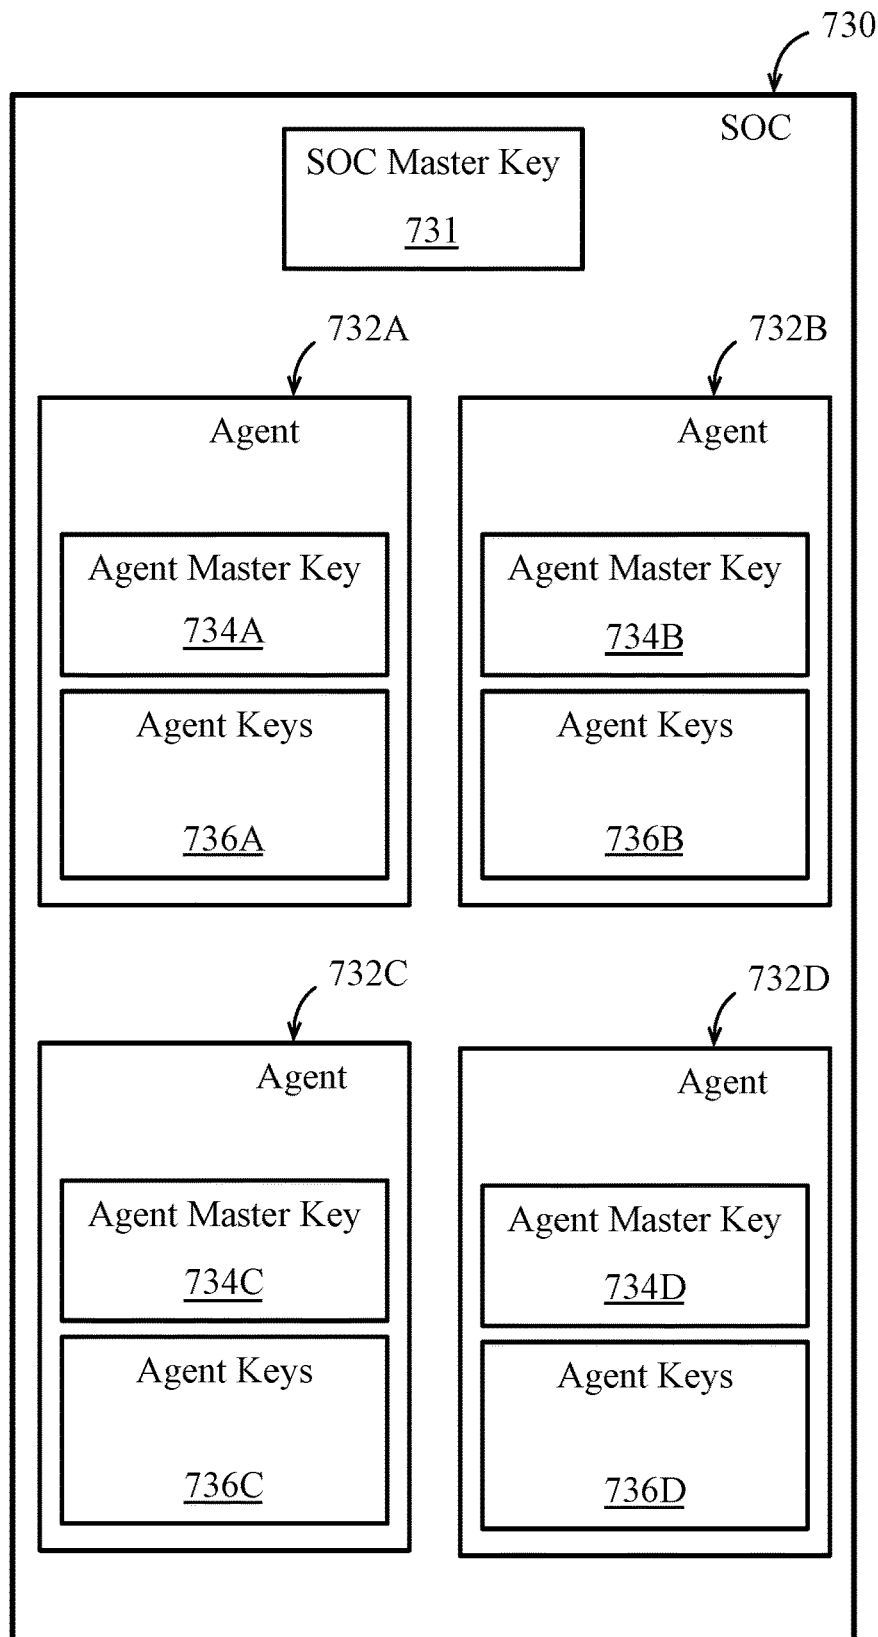 730
SOC
SOC Master Key
731
732A
Agent
Agent Master Key
734A
Agent Keys
736A
732B
Agent
Agent Master Key
734B
Agent Keys
736B
732C
Agent
Agent Master Key
734C
Agent Keys
736C
732D
Agent
Agent Master Key
734D
Agent Keys
736D